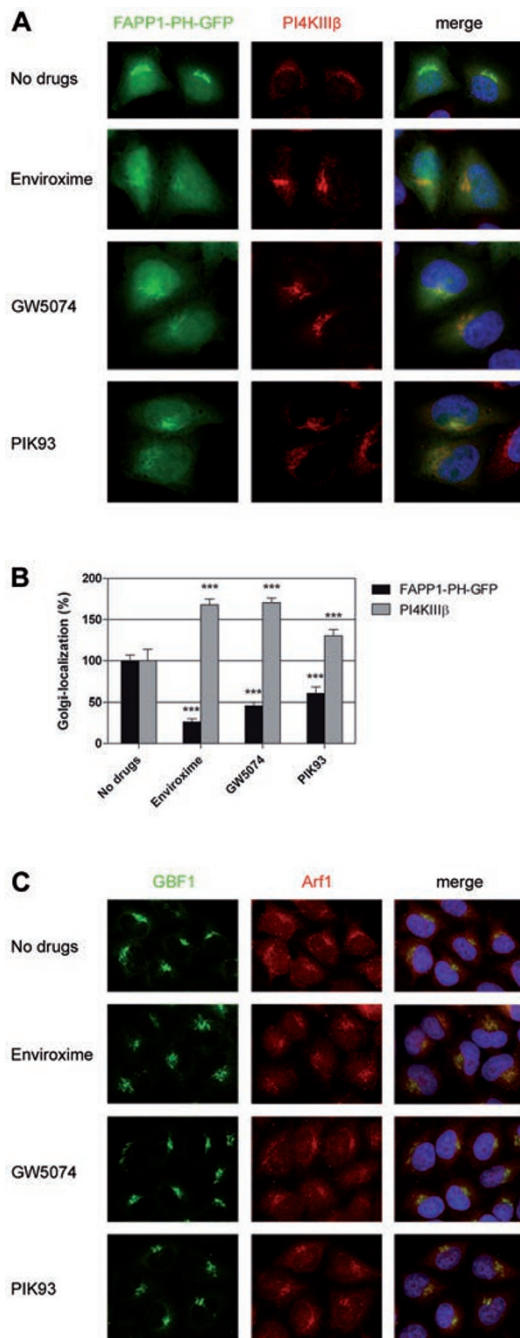 A
FAPP1-PH-GFP PI4KIIIβ merge
No drugs
Enviroxime
GW5074
PIK93
B
Golgi-localization (%)
200
150
100
50
0
*** *** *** *** *** ***
No drugs
Enviroxime
GW5074
PIK93
FAPP1-PH-GFP
PI4KIIIβ
C
GBF1 Arf1 merge
No drugs
Enviroxime
GW5074
PIK93